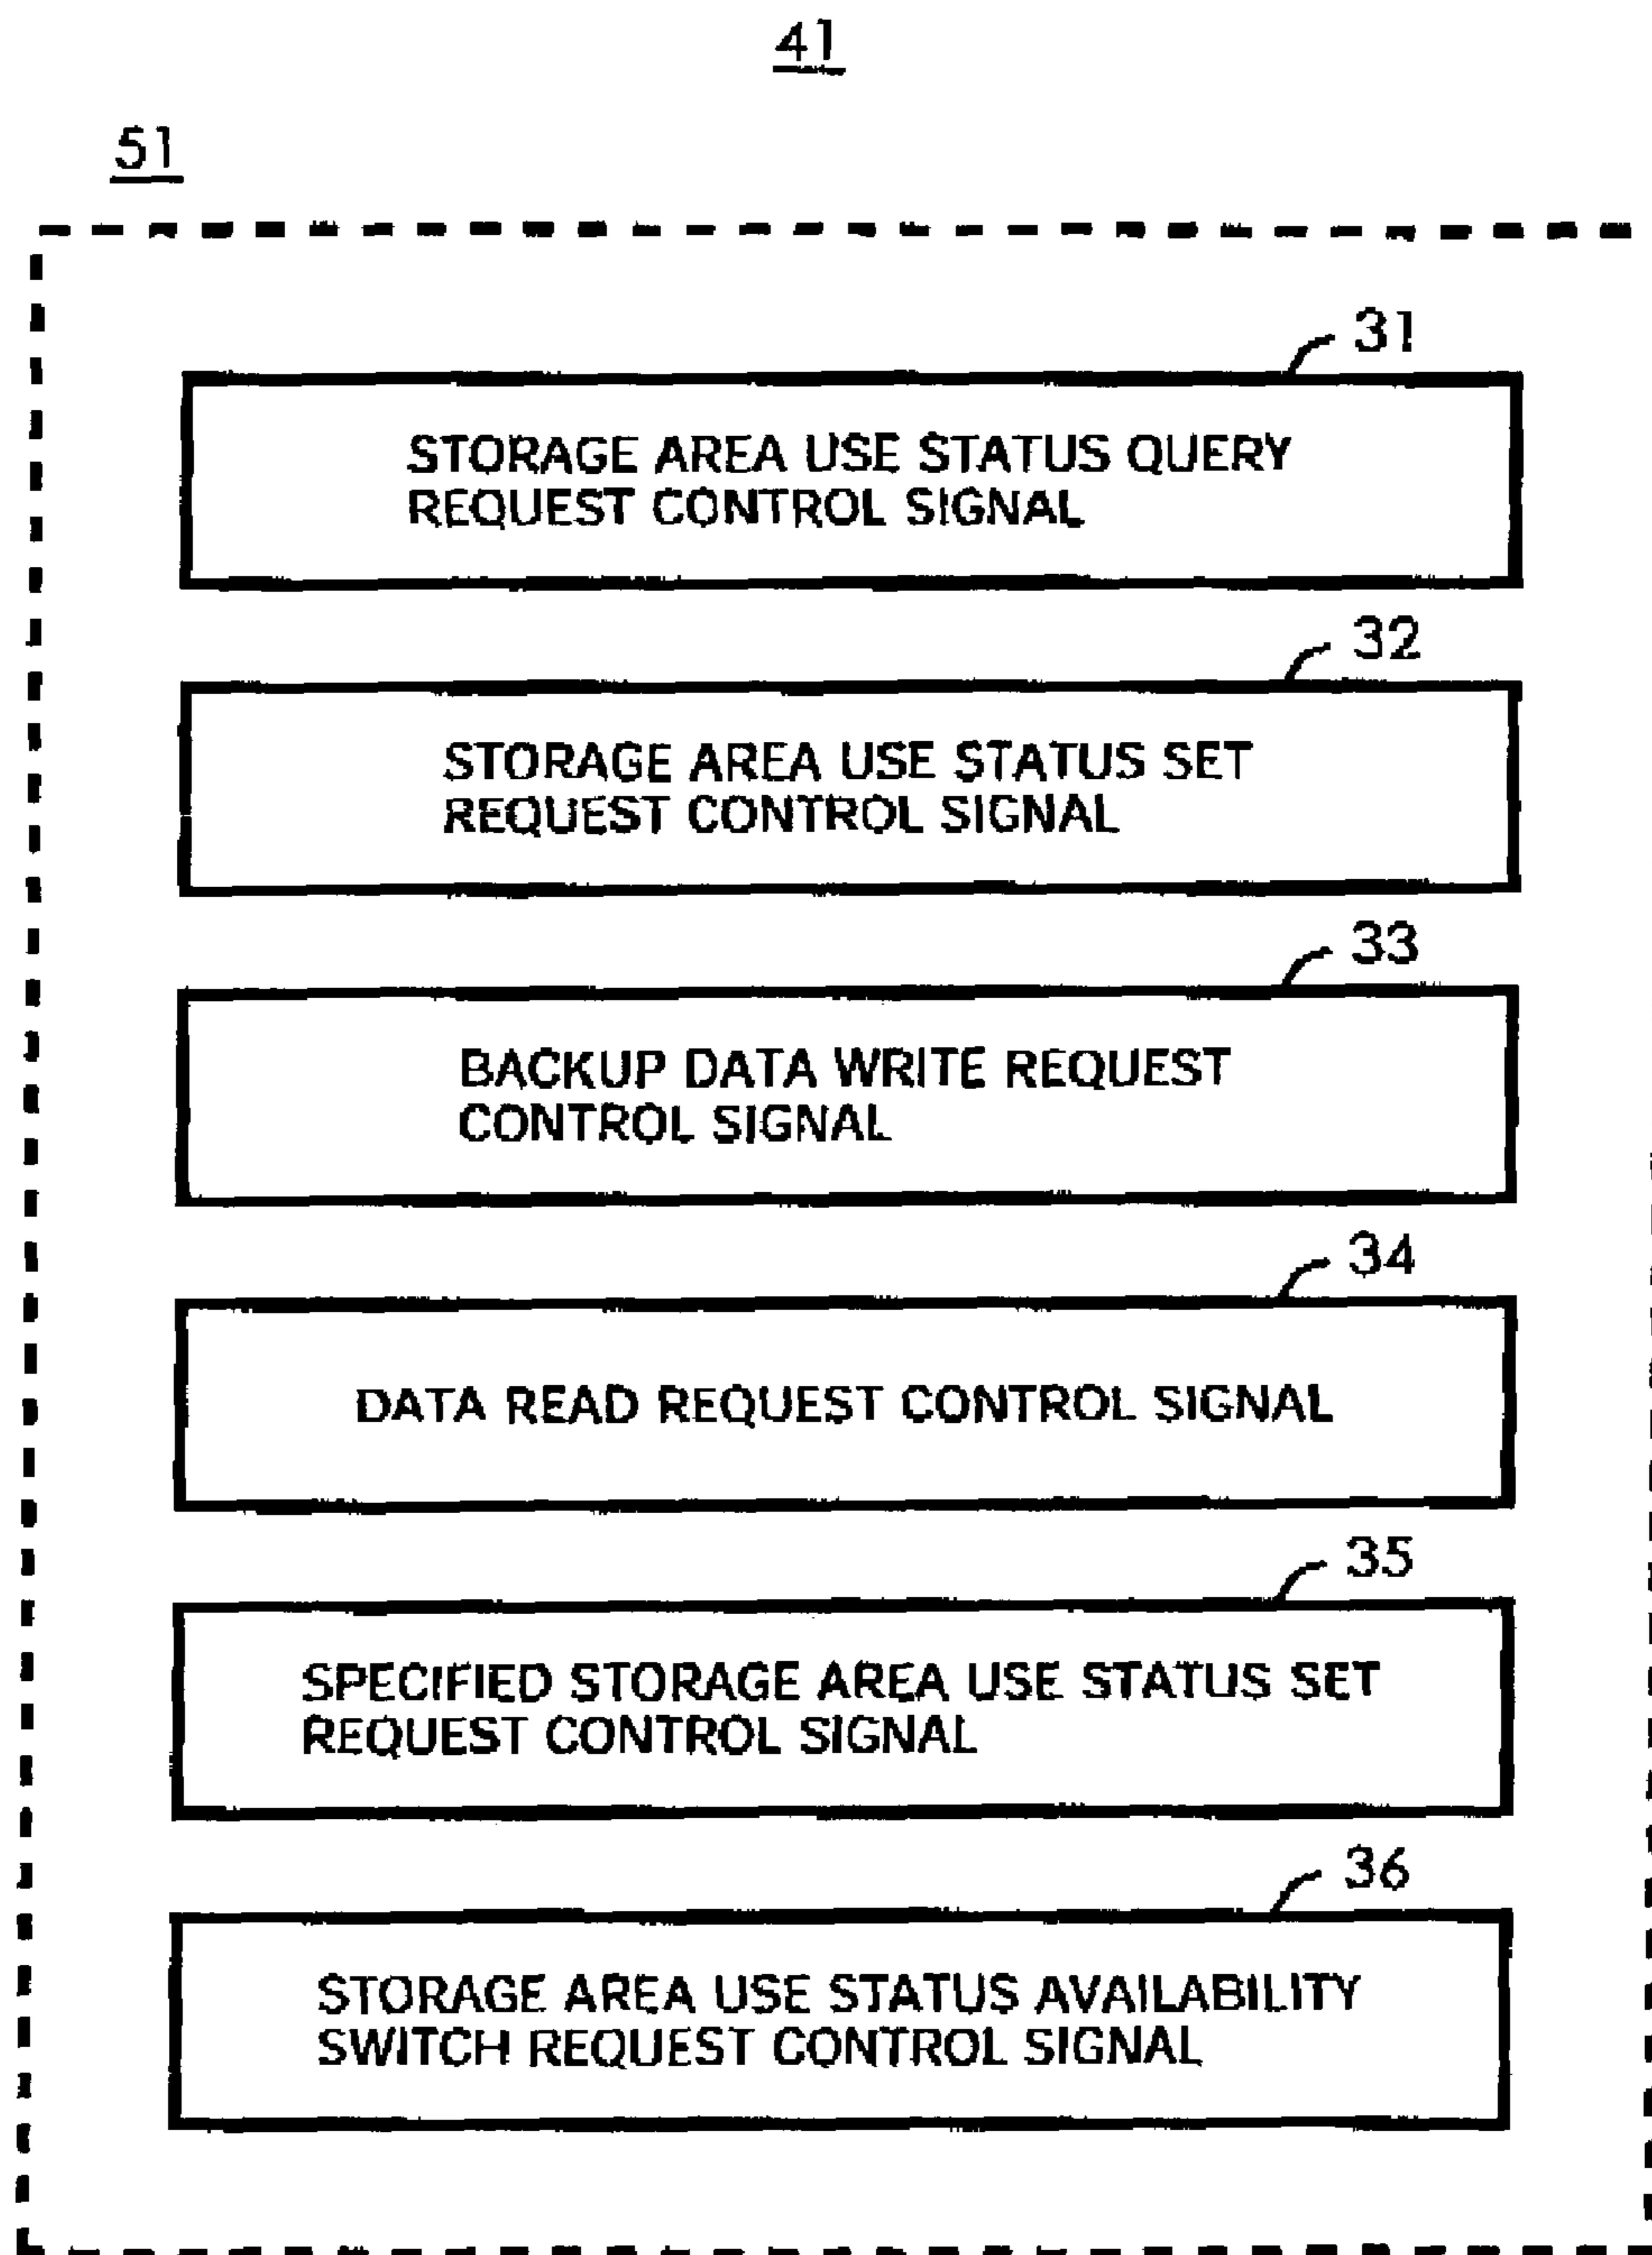 41
51
31
STORAGE AREA USE STATUS QUERY
REQUEST CONTROL SIGNAL
32
STORAGE AREA USE STATUS SET
REQUEST CONTROL SIGNAL
33
BACKUP DATA WRITE REQUEST
CONTROL SIGNAL
34
DATA READ REQUEST CONTROL SIGNAL
35
SPECIFIED STORAGE AREA USE STATUS SET
REQUEST CONTROL SIGNAL
36
STORAGE AREA USE STATUS AVAILABILITY
SWITCH REQUEST CONTROL SIGNAL